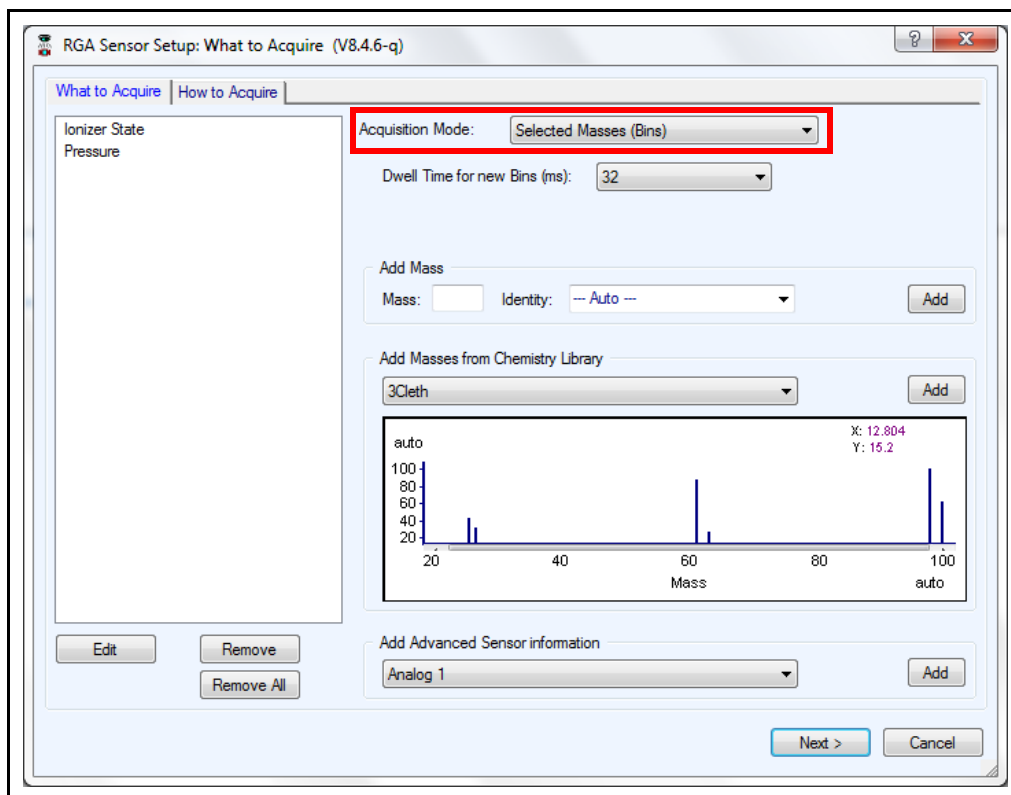 RGA Sensor Setup: What to Acquire (V8.4.6-q)
What to Acquire How to Acquire
Ionizer State
Pressure
Acquisition Mode: Selected Masses (Bins)
Dwell Time for new Bins (ms): 32
Add Mass
Mass: Identity: --- Auto --- Add
Add Masses from Chemistry Library
3Cleth Add
X: 12.804
Y: 15.2
auto
100
80
60
40
20
20 40 60 80 100
Mass auto
Edit Remove
Remove All
Add Advanced Sensor information
Analog 1 Add
Next > Cancel